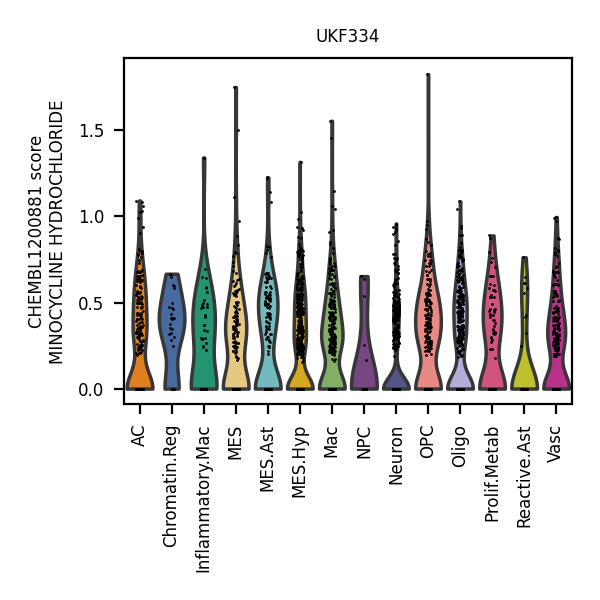 UKF334
CHEMBL1200881 score
MINOCYCLINE HYDROCHLORIDE
1.5
1.0
0.5
0.0
AC
Chromatin.Reg
Inflammatory.Mac
MES
MES.Ast
MES.Hyp
Mac
NPC
Neuron
OPC
Oligo
Prolif.Metab
Reactive.Ast
Vasc